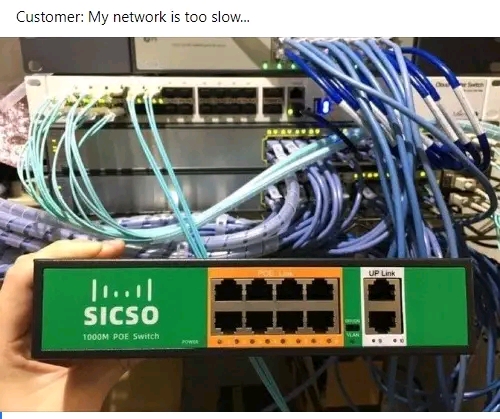 Customer: My network is too slow...
SICSO
1000M POE Switch
POWER
POE Link
UP Link
VLAN